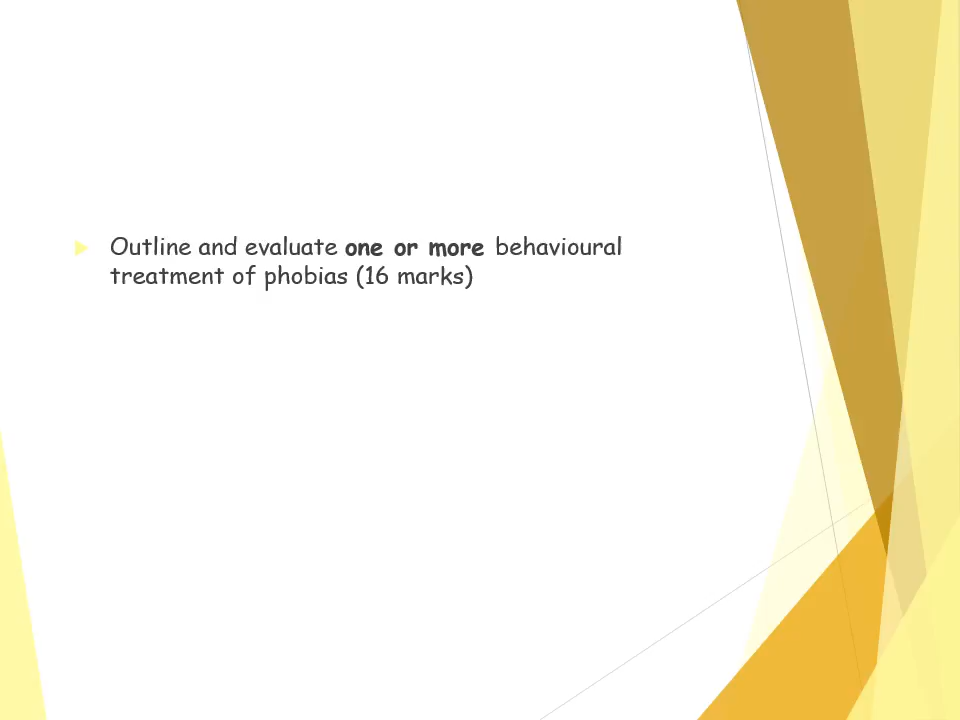 Outline and evaluate one or more behavioural
treatment of phobias (16 marks)